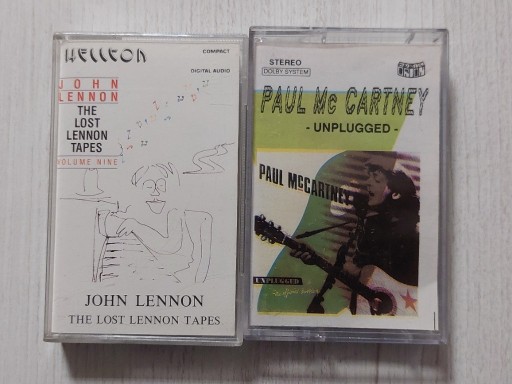 HELLTON
COMPACT
DIGITAL AUDIO
JOHN
LENNON
THE
LOST
LENNON
TAPES
VOLUME NINE
JOHN LENNON
THE LOST LENNON TAPES
STEREO
DOLBY SYSTEM
PAUL Mc CARTNEY
- UNPLUGGED -
PAUL McCARTNEY
UNPLUGGED